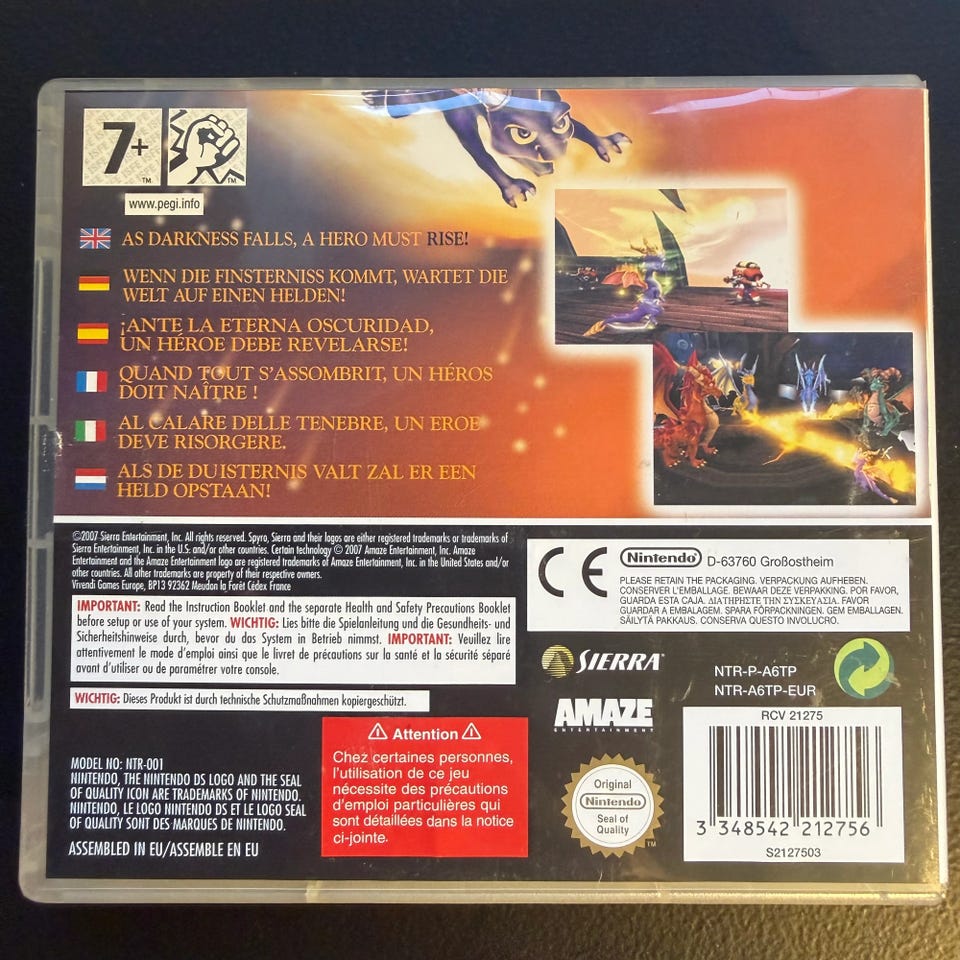 7+
TM
TM
www.pegi.info
AS DARKNESS FALLS, A HERO MUST RISE!
WENN DIE FINSTERNISS KOMMT, WARTET DIE
WELT AUF EINEN HELDEN!
¡ANTE LA ETERNA OSCURIDAD,
UN HÉROE DEBE REVELARSE!
QUAND TOUT S'ASSOMBRIT, UN HÉROS
DOIT NAÎTRE !
AL CALARE DELLE TENEBRE, UN EROE
DEVE RISORGERE.
ALS DE DUISTERNIS VALT ZAL ER EEN
HELD OPSTAAN!
©2007 Sierra Entertainment, Inc. All rights reserved. Spyro, Sierra and their logos are either registered trademarks or trademarks of
Sierra Entertainment, Inc. in the U.S. and/or other countries. Certain technology © 2007 Amaze Entertainment, Inc. Amaze
Entertainment and the Amaze Entertainment logo are registered trademarks of Amaze Entertainment, Inc. in the United States and/or
other countries. All other trademarks are property of their respective owners.
Vivendi Games Europe, BP13 92362 Meudon la Forêt Cédex France
IMPORTANT: Read the Instruction Booklet and the separate Health and Safety Precautions Booklet
before setup or use of your system. WICHTIG: Lies bitte die Spielanleitung und die Gesundheits- und
Sicherheitshinweise durch, bevor du das System in Betrieb nimmst. IMPORTANT: Veuillez lire
attentivement le mode d'emploi ainsi que le livret de précautions sur la santé et la sécurité séparé
avant d'utiliser ou de paramétrer votre console.
WICHTIG: Dieses Produkt ist durch technische Schutzmaßnahmen kopiergeschützt.
MODEL NO: NTR-001
NINTENDO, THE NINTENDO DS LOGO AND THE SEAL
OF QUALITY ICON ARE TRADEMARKS OF NINTENDO.
NINTENDO, LE LOGO NINTENDO DS ET LE LOGO SEAL
OF QUALITY SONT DES MARQUES DE NINTENDO.
ASSEMBLED IN EU/ASSEMBLE EN EU
⚠ Attention ⚠
Chez certaines personnes,
l'utilisation de ce jeu
nécessite des précautions
d'emploi particulières qui
sont détaillées dans la notice
ci-jointe.
CE
Nintendo® D-63760 Großostheim
PLEASE RETAIN THE PACKAGING. VERPACKUNG AUFHEBEN.
CONSERVER L'EMBALLAGE. BEWAAR DEZE VERPAKKING. POR FAVOR,
GUARDA ESTA CAJA. ΔΙΑΤΗΡΗΣΤΕ ΤΗΝ ΣΥΣΚΕΥΑΣΙΑ. FAVOR
GUARDAR A EMBALAGEM. SPARA FÖRPACKNINGEN. GEM EMBALLAGEN.
SÄILYTÄ PAKKAUS. CONSERVA QUESTO INVOLUCRO.
SIERRA®
AMAZE
ENTERTAINMENT
NTR-P-A6TP
NTR-A6TP-EUR
Original
Nintendo
Seal of
Quality
TM
RCV 21275
3 348542 212756
S2127503